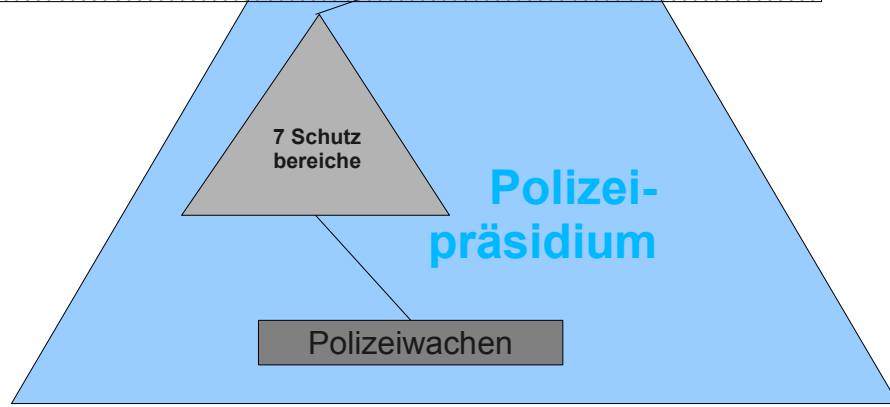 7 Schutz
bereiche
Polizei-
präsidium
Polizeiwachen